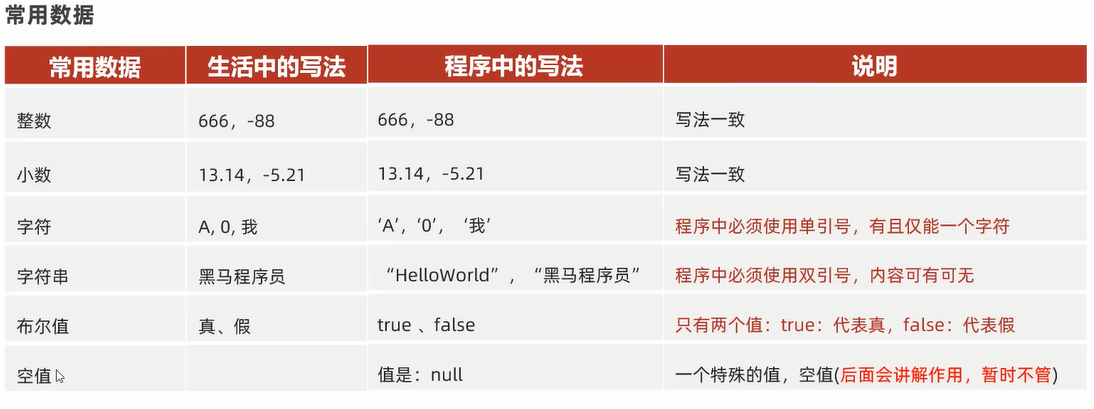 常用数据
常用数据 生活中的写法 程序中的写法 说明
整数 666，-88 666，-88 写法一致
小数 13.14，-5.21 13.14，-5.21 写法一致
字符 A, 0, 我 ‘A’，‘0’， ‘我’ 程序中必须使用单引号，有且仅能一个字符
字符串 黑马程序员 “HelloWorld” ，“黑马程序员” 程序中必须使用双引号，内容可有可无
布尔值 真、假 true 、false 只有两个值：true：代表真，false：代表假
空值 值是：null 一个特殊的值，空值(后面会讲解作用，暂时不管)